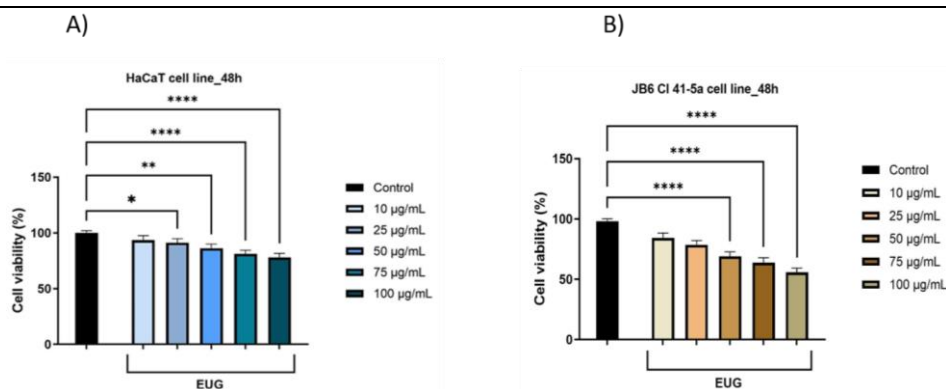 A)
B)
HaCaT cell line_48h
****
****
**
*
150
100
50
0
Cell viability (%)
EUG
Control
10 µg/mL
25 µg/mL
50 µg/mL
75 µg/mL
100 µg/mL
JB6 Cl 41-5a cell line_48h
****
****
****
150
100
50
0
Cell viability (%)
EUG
Control
10 µg/mL
25 µg/mL
50 µg/mL
75 µg/mL
100 µg/mL